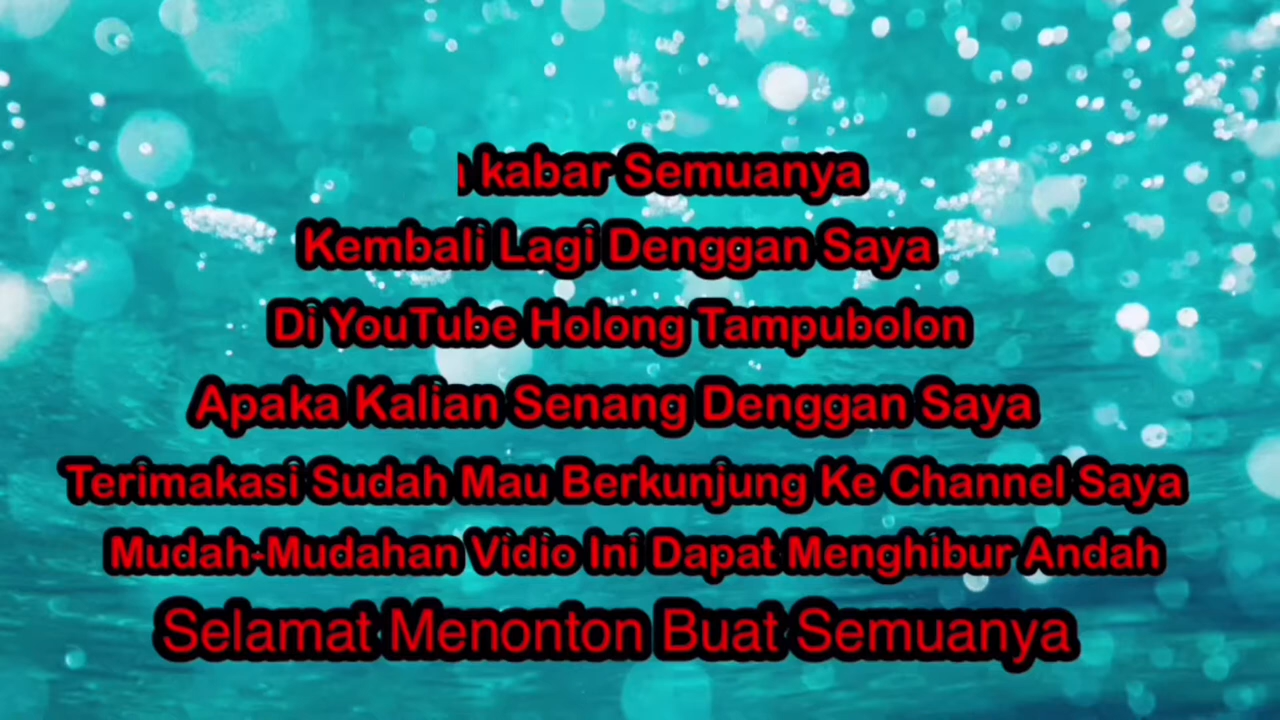 kabar Semuanya
Kembali Lagi Denggan Saya
Di YouTube Holong Tampubolon
Apaka Kalian Senang Denggan Saya
Terimakasi Sudah Mau Berkunjung Ke Channel Saya
Mudah-Mudahan Vidio Ini Dapat Menghibur Andah
Selamat Menonton Buat Semuanya